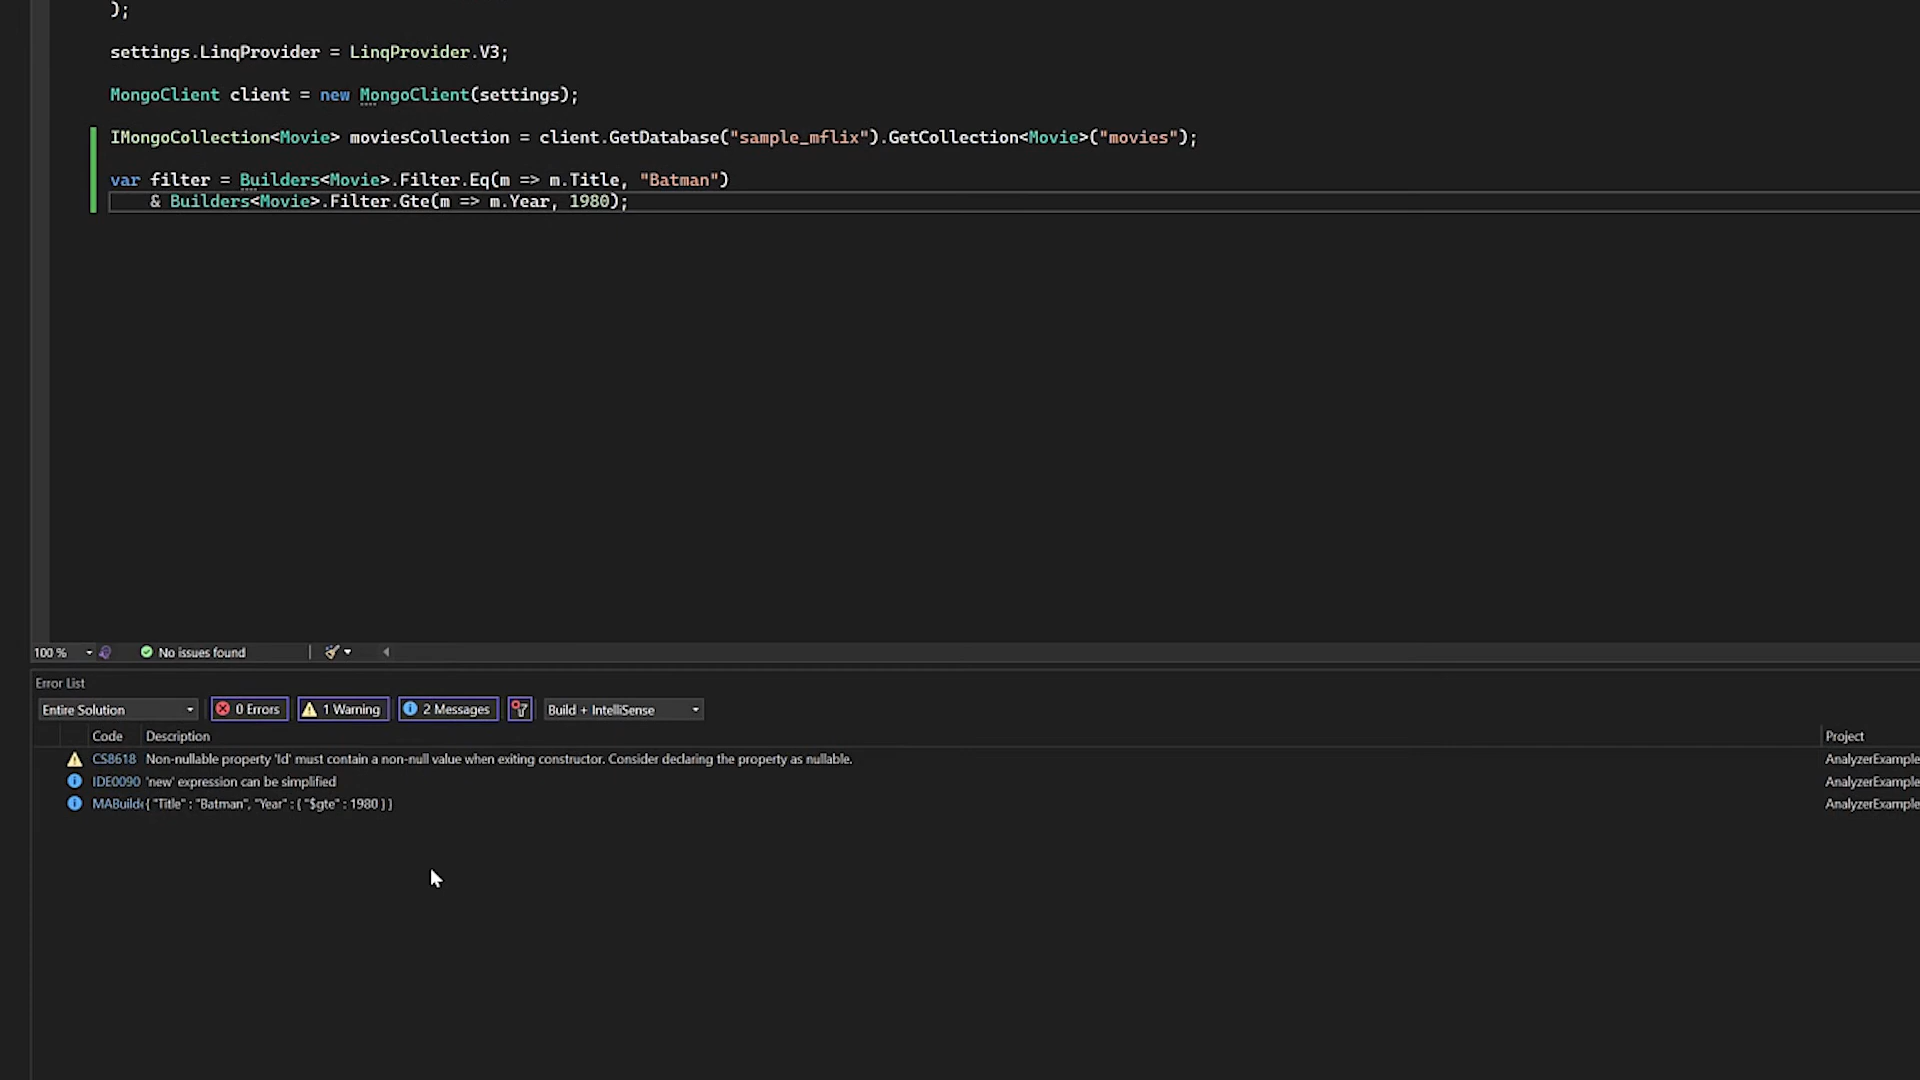 );
settings.LinqProvider = LinqProvider.V3;
MongoClient client = new MongoClient(settings);
IMongoCollection<Movie> moviesCollection = client.GetDatabase("sample_mflix").GetCollection<Movie>("movies");
var filter = Builders<Movie>.Filter.Eq(m => m.Title, "Batman")
& Builders<Movie>.Filter.Gte(m => m.Year, 1980);
100 % No issues found
Error List
Entire Solution 0 Errors 1 Warning 2 Messages Build + IntelliSense
Code Description Project
CS8618 Non-nullable property 'Id' must contain a non-null value when exiting constructor. Consider declaring the property as nullable. AnalyzerExample
IDE0090 'new' expression can be simplified AnalyzerExample
MABuild { "Title" : "Batman", "Year" : { "$gte" : 1980 } } AnalyzerExample